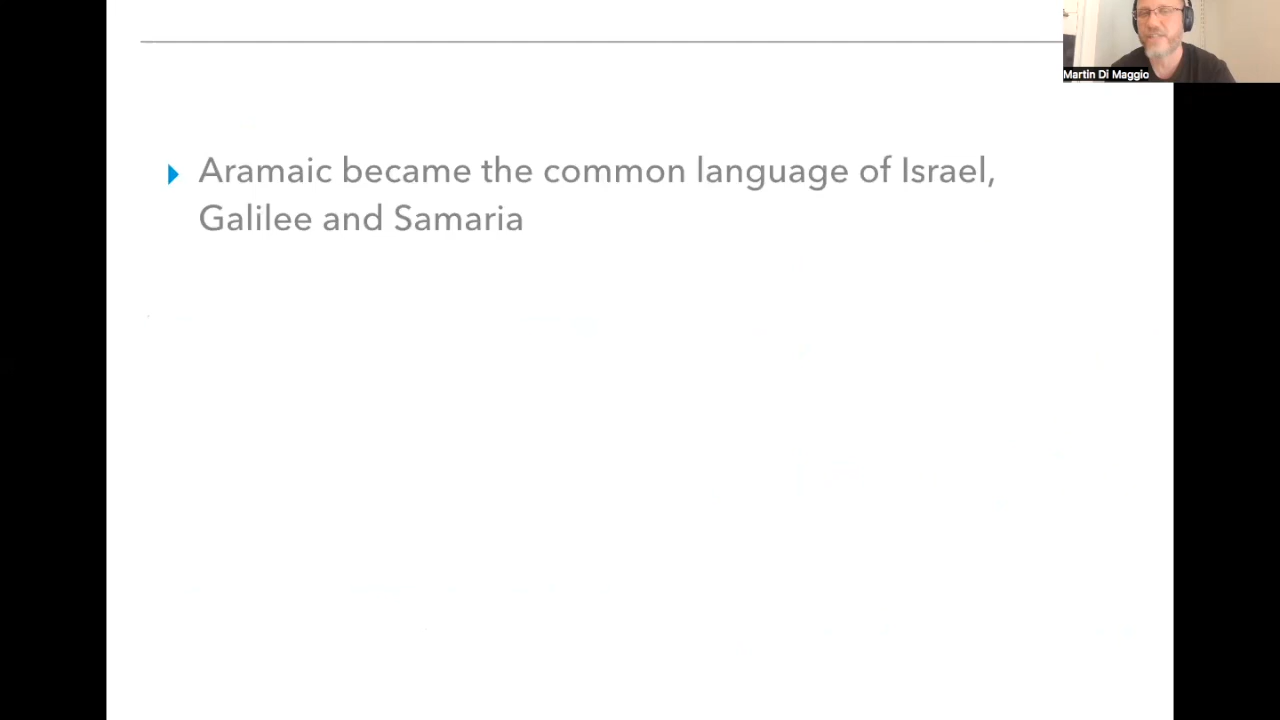 Martin Di Maggio
Aramaic became the common language of Israel,
Galilee and Samaria